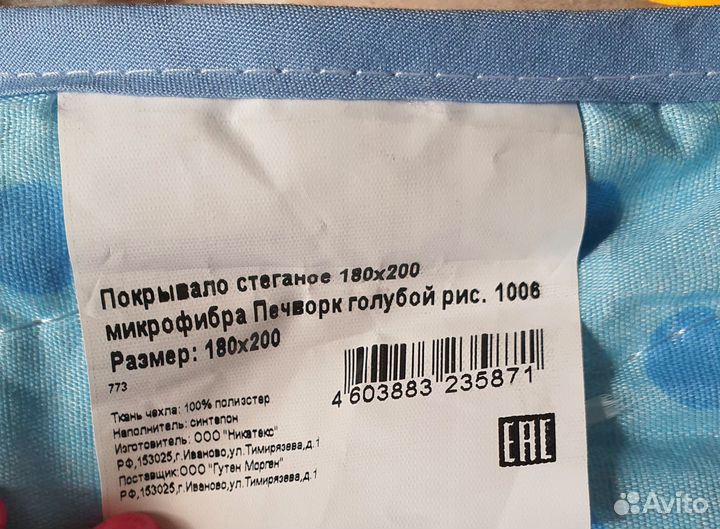 Покрывало стеганое 180x200
микрофибра Печворк голубой рис. 1006
Размер: 180x200
773
4 603883 235871
Ткань чехла: 100% полиэстер
Наполнитель: синтепон
Изготовитель: ООО "Никатекс"
РФ,153025,г.Иваново,ул.Тимирязева,д.1
Поставщик:ООО "Гутен Морген"
РФ,153025,г.Иваново,ул.Тимирязева,д.1
EAC
Avito